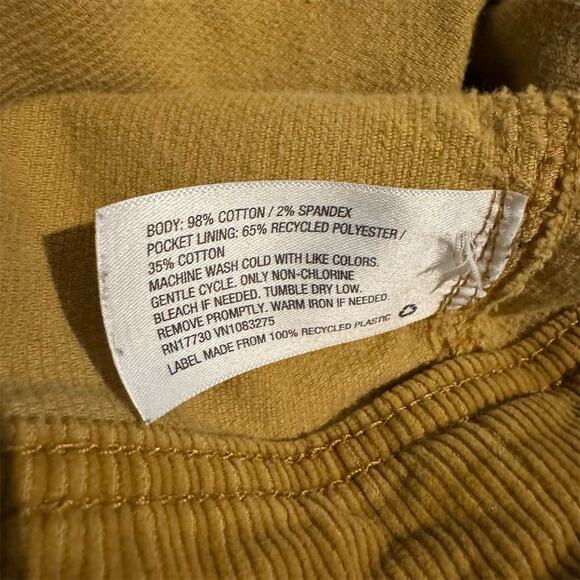 BODY: 98% COTTON / 2% SPANDEX
POCKET LINING: 65% RECYCLED POLYESTER /
35% COTTON
MACHINE WASH COLD WITH LIKE COLORS.
GENTLE CYCLE. ONLY NON-CHLORINE
BLEACH IF NEEDED. TUMBLE DRY LOW.
REMOVE PROMPTLY. WARM IRON IF NEEDED.
RN17730 VN1083275
LABEL MADE FROM 100% RECYCLED PLASTIC